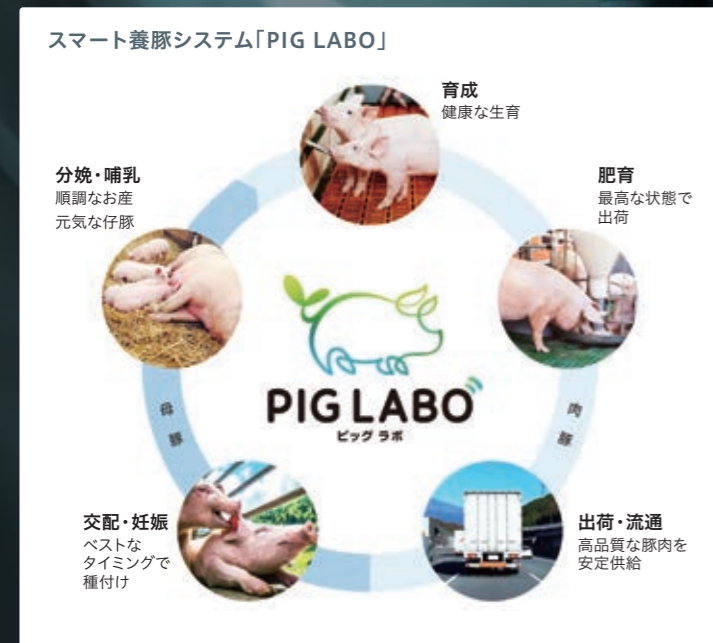 スマート養豚システム「PIG LABO」
育成
健康な生育
分娩・哺乳
順調なお産
元気な仔豚
肥育
最高な状態で
出荷
PIG LABO
ピッグ ラボ
母豚
肉豚
交配・妊娠
ベストな
タイミングで
種付け
出荷・流通
高品質な豚肉を
安定供給